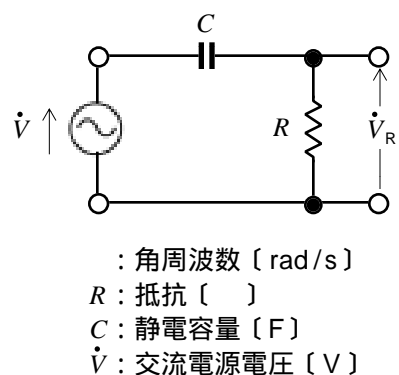 C
V̇ R V̇R
：角周波数〔rad/s〕
R：抵抗〔　〕
C：静電容量〔F〕
V̇：交流電源電圧〔V〕